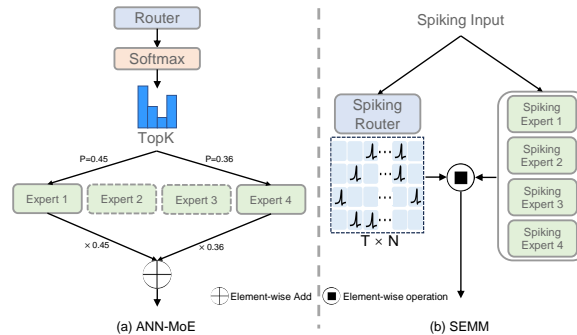 Router
Softmax
TopK
P=0.45
P=0.36
Expert 1
Expert 2
Expert 3
Expert 4
× 0.45
× 0.36
Element-wise Add
(a) ANN-MoE
Spiking Input
Spiking
Router
T × N
Spiking
Expert 1
Spiking
Expert 2
Spiking
Expert 3
Spiking
Expert 4
Element-wise operation
(b) SEMM